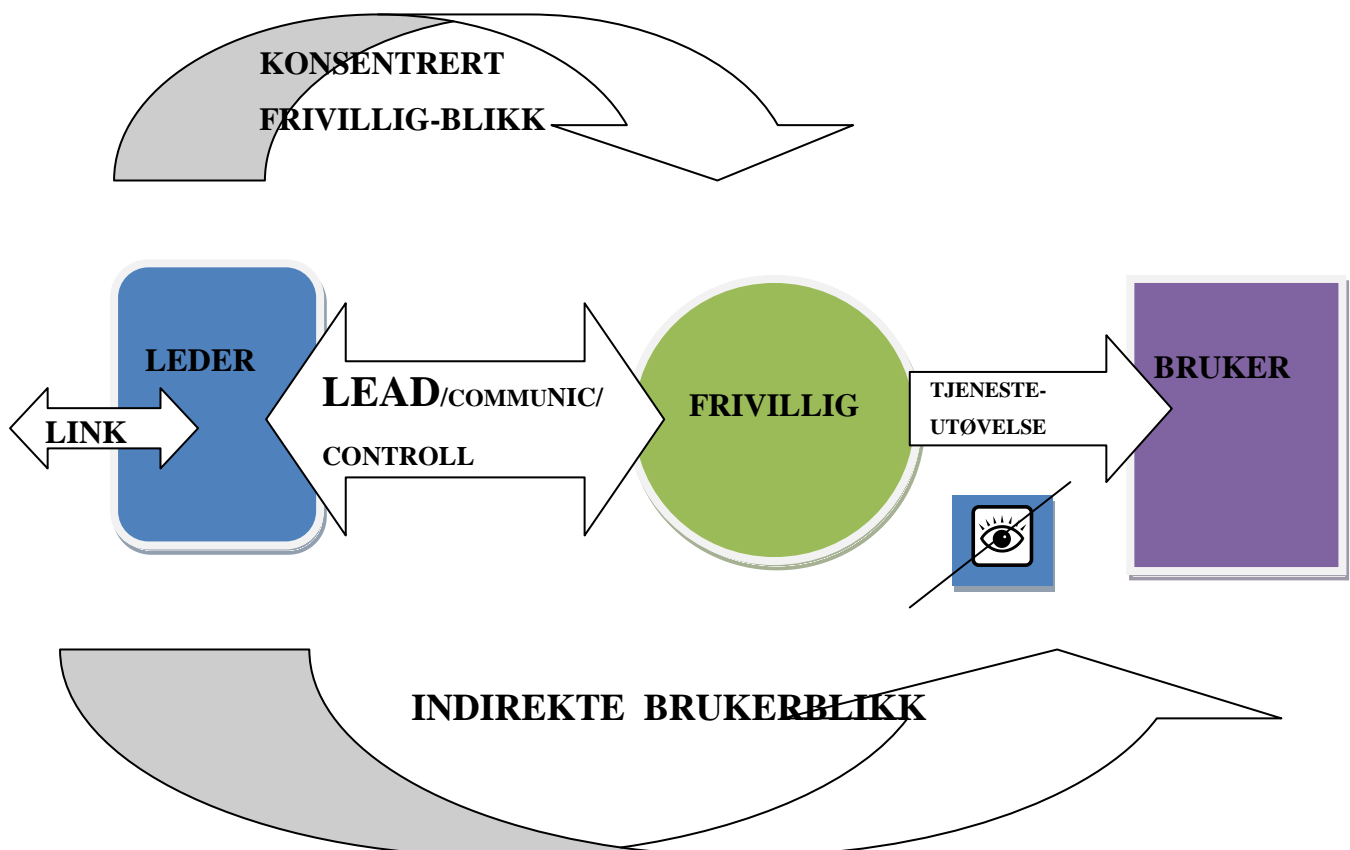 KONSENTRERT
FRIVILLIG-BLIKK
LEDER
LINK
LEAD/COMMUNIC/
CONTROLL
FRIVILLIG
TJENESTE-
UTØVELSE
BRUKER
INDIREKTE BRUKERBLIKK